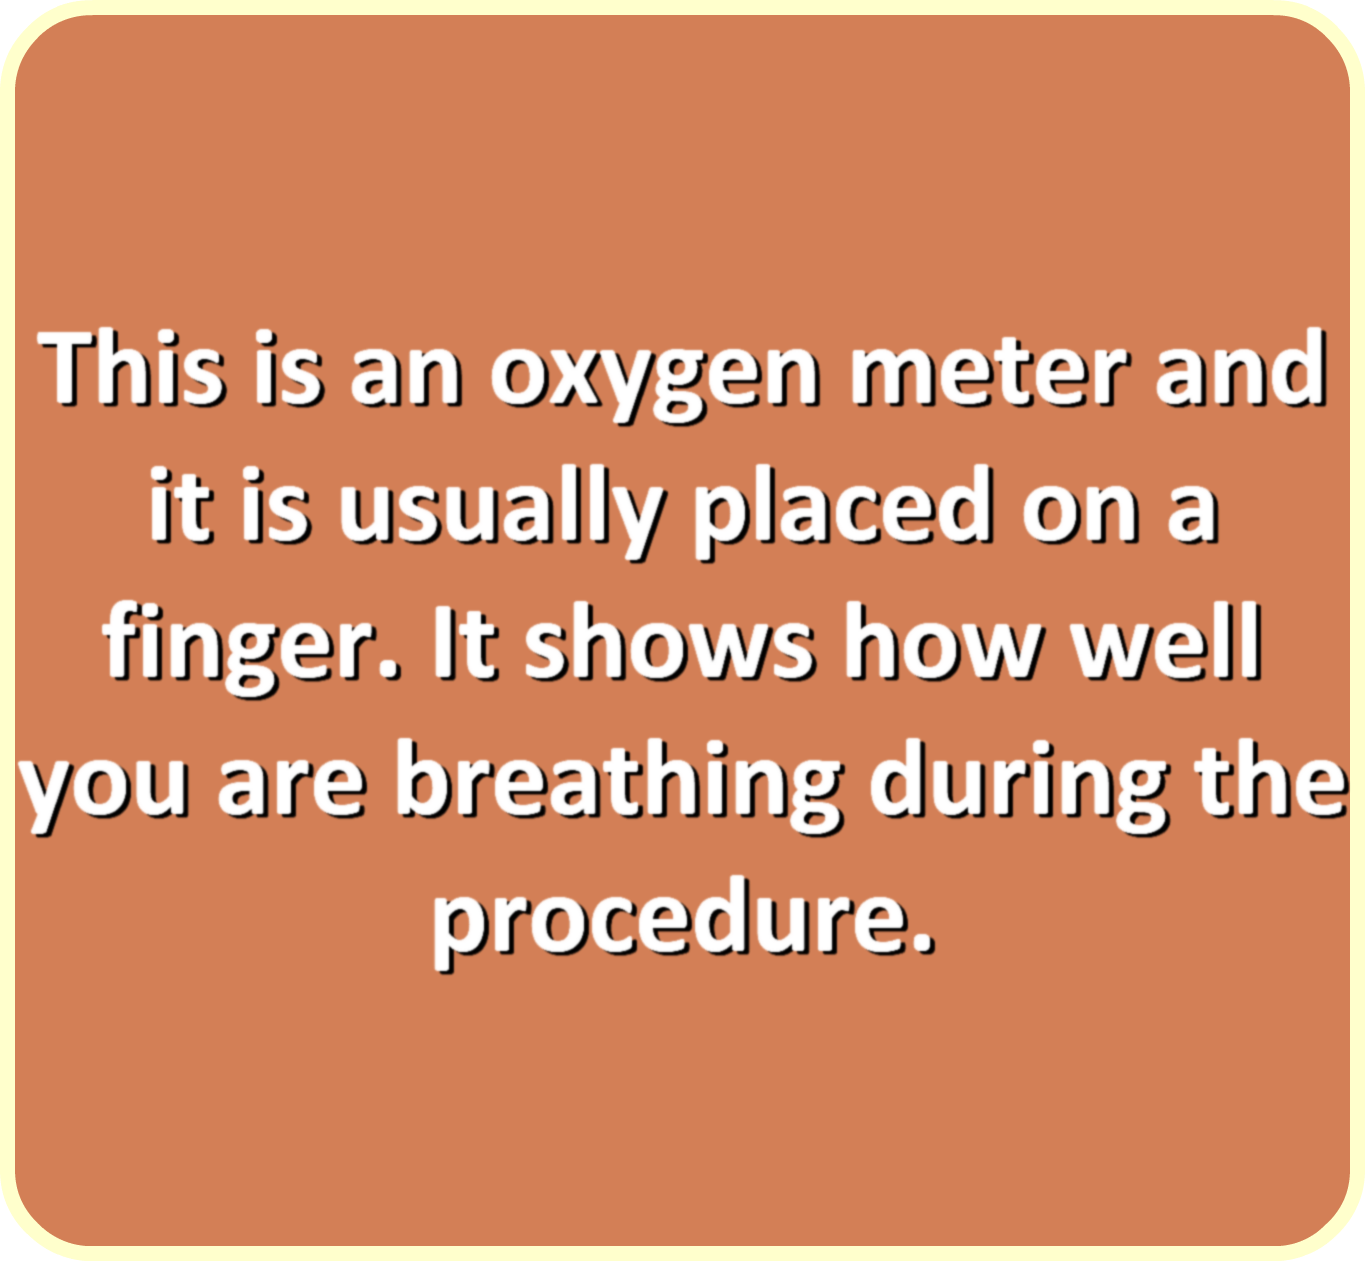 This is an oxygen meter and
it is usually placed on a
finger. It shows how well
you are breathing during the
procedure.